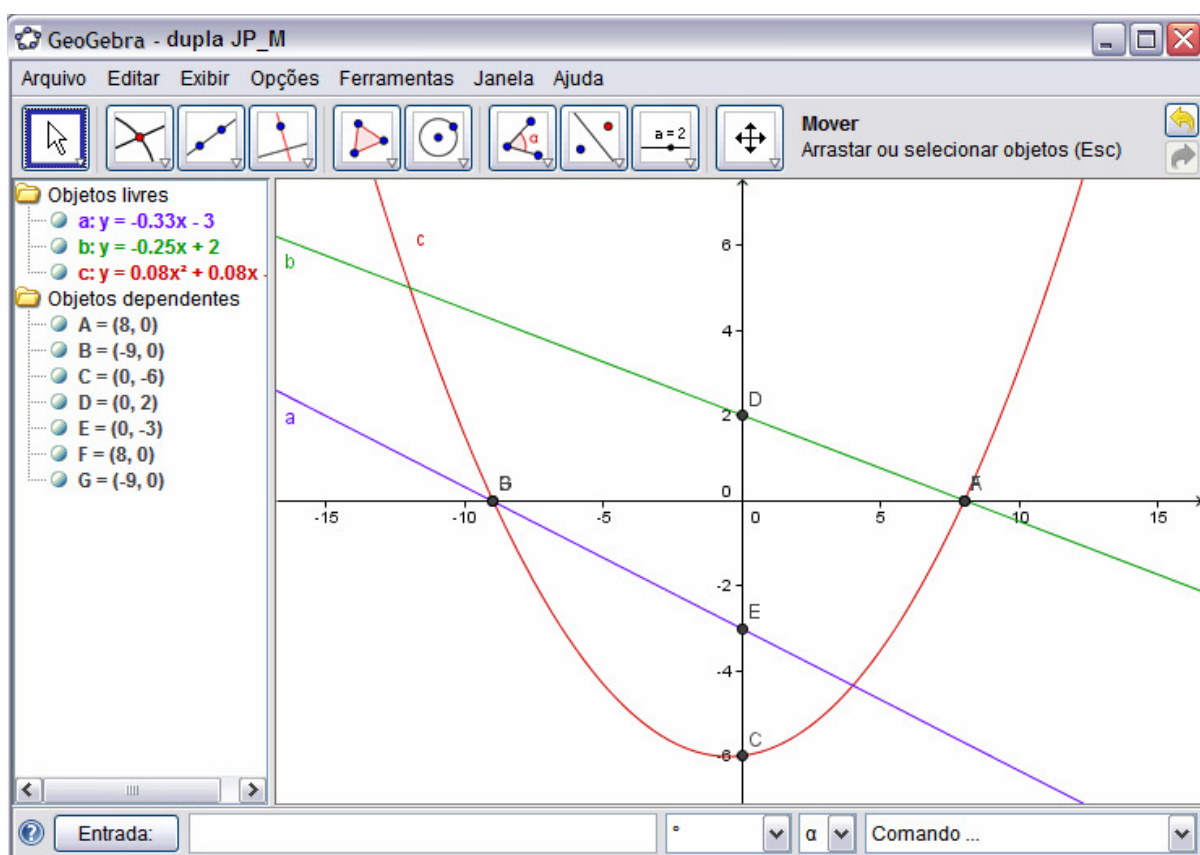 GeoGebra - dupla JP_M
Arquivo Editar Exibir Opções Ferramentas Janela Ajuda
a = 2
α
Mover
Arrastar ou selecionar objetos (Esc)
Objetos livres
a: y = -0.33x - 3
b: y = -0.25x + 2
c: y = 0.08x² + 0.08x -
Objetos dependentes
A = (8, 0)
B = (-9, 0)
C = (0, -6)
D = (0, 2)
E = (0, -3)
F = (8, 0)
G = (-9, 0)
c
6
b
4
D
2
a
B
A
0
-15 -10 -5 0 5 10 15
-2
E
-4
C
-6
Entrada: ° α Comando ...